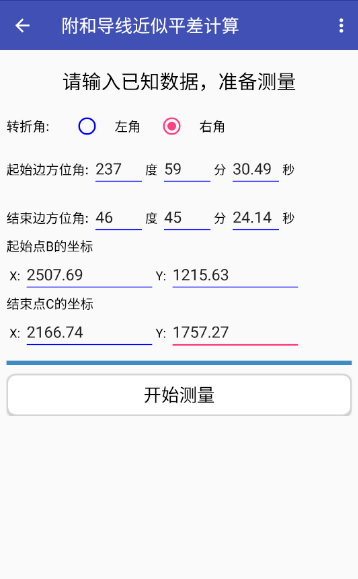 附和导线近似平差计算
请输入已知数据，准备测量
转折角: 左角 右角
起始边方位角: 237 度 59 分 30.49 秒
结束边方位角: 46 度 45 分 24.14 秒
起始点B的坐标
X: 2507.69 Y: 1215.63
结束点C的坐标
X: 2166.74 Y: 1757.27
开始测量